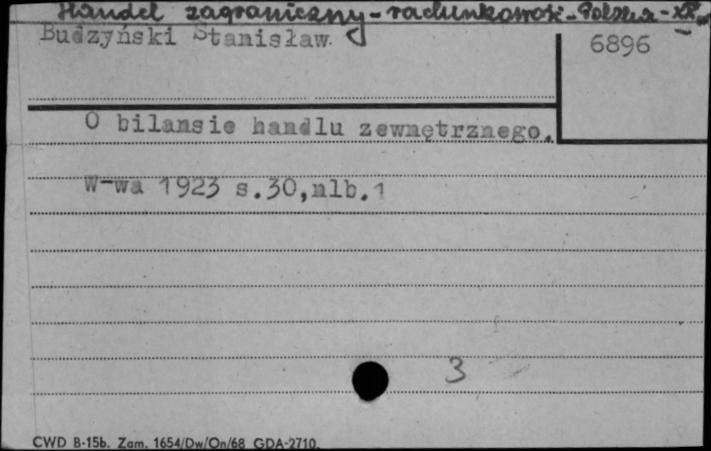 Handel zagraniczny - rachunkowość - Polska - XX
Budzyński Stanisław
6896
O bilansie handlu zewnętrznego.
W-wa 1923 s.30,nlb.1
3
CWD B-15b. Zam. 1654/Dw/On/68 GDA-2710.